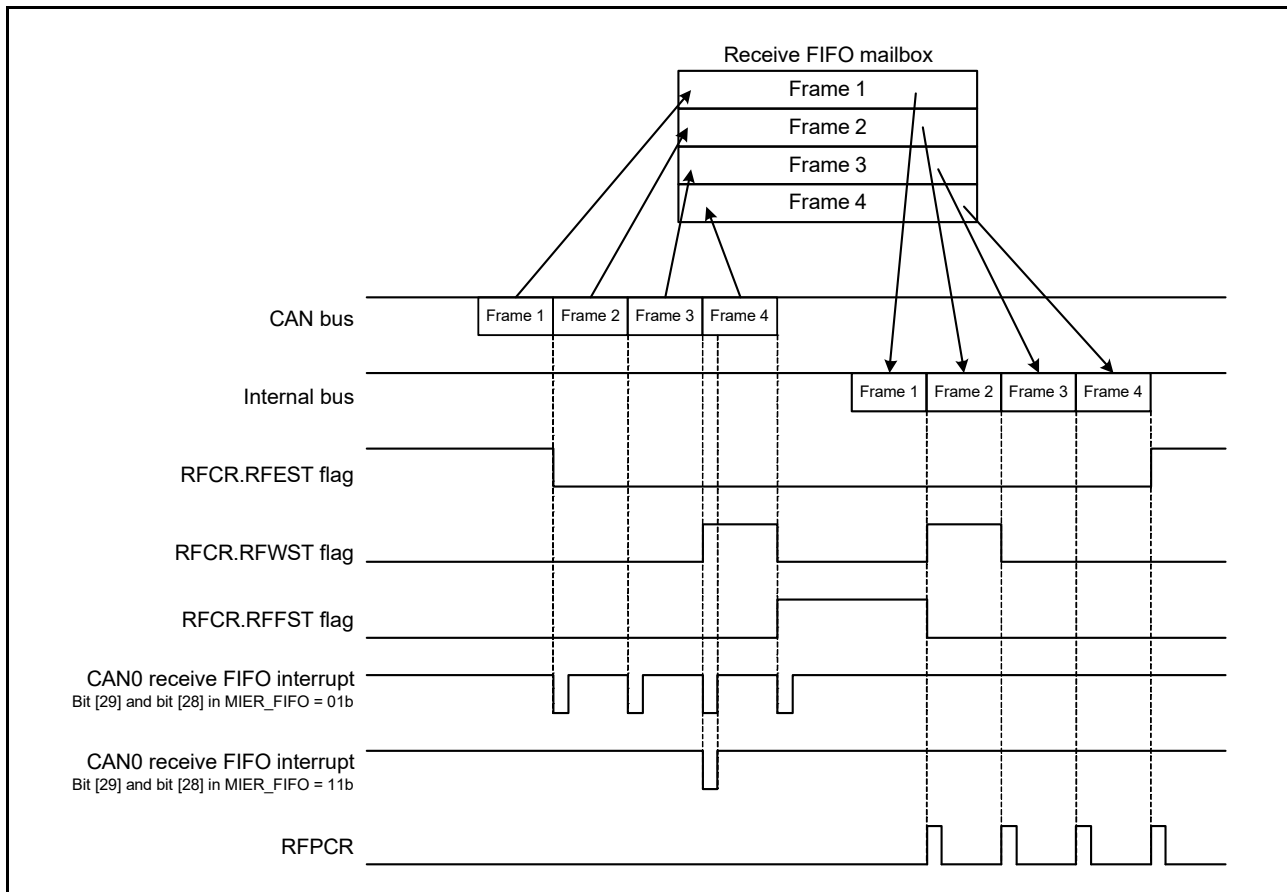 Receive FIFO mailbox
Frame 1
Frame 2
Frame 3
Frame 4
CAN bus
Frame 1 Frame 2 Frame 3 Frame 4
Internal bus
Frame 1 Frame 2 Frame 3 Frame 4
RFCR.RFEST flag
RFCR.RFWST flag
RFCR.RFFST flag
CAN0 receive FIFO interrupt
Bit [29] and bit [28] in MIER_FIFO = 01b
CAN0 receive FIFO interrupt
Bit [29] and bit [28] in MIER_FIFO = 11b
RFPCR